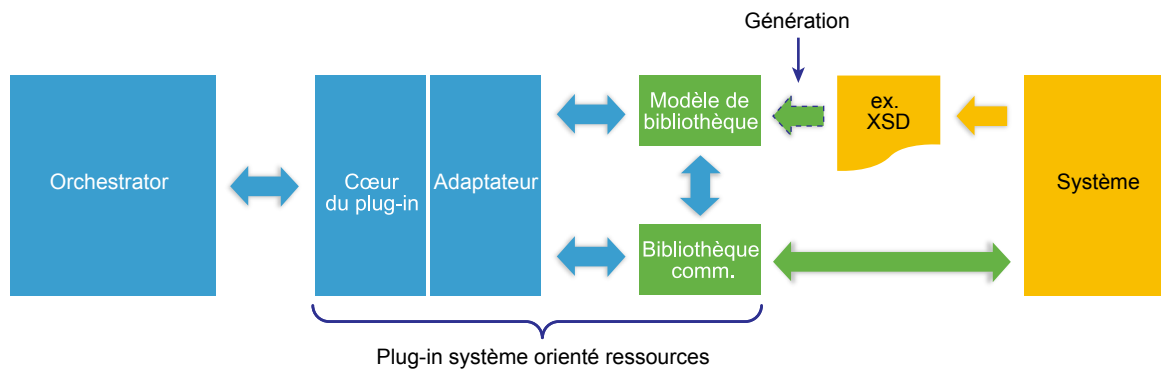 Génération
Orchestrator
Cœur
du plug-in
Adaptateur
Modèle de
bibliothèque
ex.
XSD
Système
Bibliothèque
comm.
Plug-in système orienté ressources